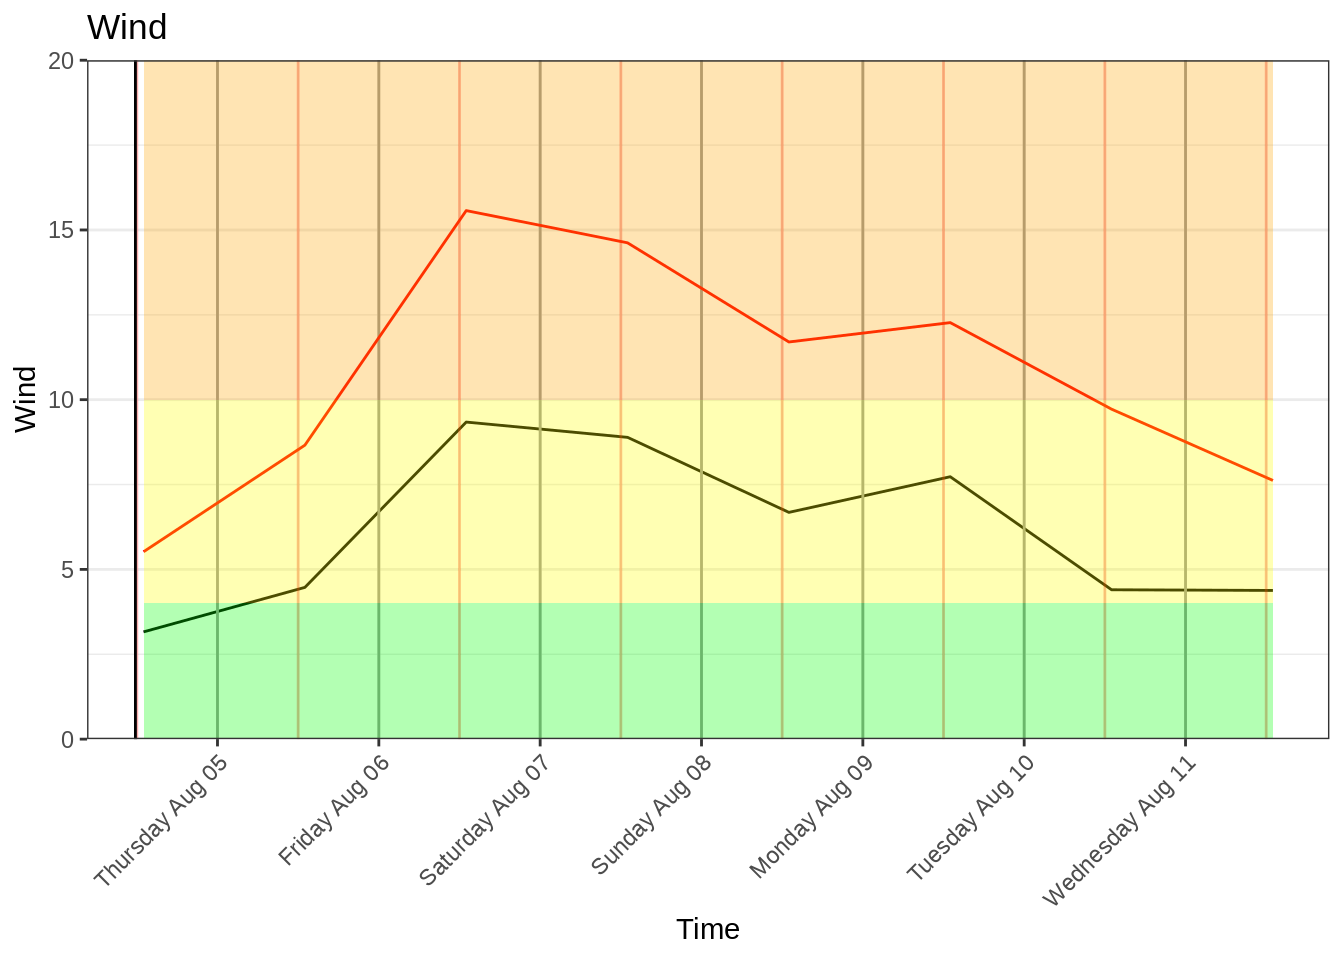 Wind
20
15
10
5
0
Wind
Thursday Aug 05
Friday Aug 06
Saturday Aug 07
Sunday Aug 08
Monday Aug 09
Tuesday Aug 10
Wednesday Aug 11
Time